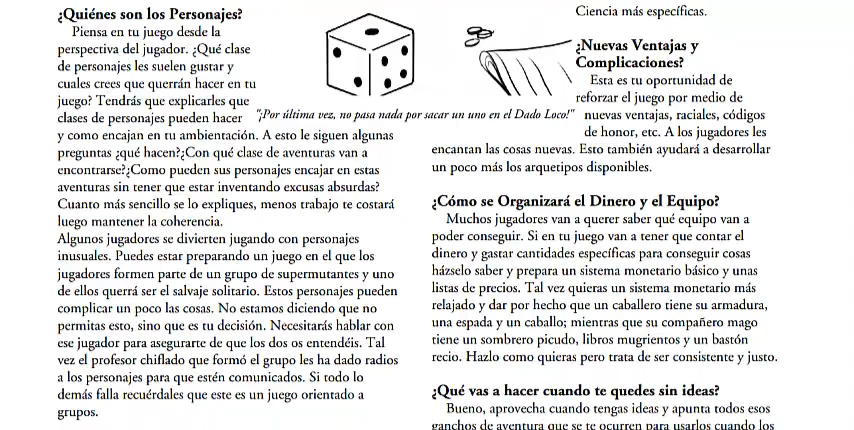 ¿Quiénes son los Personajes?
Piensa en tu juego desde la
perspectiva del jugador. ¿Qué clase
de personajes les suelen gustar y
cuales crees que querrán hacer en tu
juego? Tendrás que explicarles que
clases de personajes pueden hacer
y como encajan en tu ambientación. A esto le siguen algunas
preguntas ¿qué hacen?¿Con qué clase de aventuras van a
encontrarse?¿Como pueden sus personajes encajar en estas
aventuras sin tener que estar inventando excusas absurdas?
Cuanto más sencillo se lo expliques, menos trabajo te costará
luego mantener la coherencia.
Algunos jugadores se divierten jugando con personajes
inusuales. Puedes estar preparando un juego en el que los
jugadores formen parte de un grupo de supermutantes y uno
de ellos querrá ser el salvaje solitario. Estos personajes pueden
complicar un poco las cosas. No estamos diciendo que no
permitas esto, sino que es tu decisión. Necesitarás hablar con
ese jugador para asegurarte de que los dos os entendéis. Tal
vez el profesor chiflado que formó el grupo les ha dado radios
a los personajes para que estén comunicados. Si todo lo
demás falla recuérdales que este es un juego orientado a
grupos.
"¡Por última vez, no pasa nada por sacar un uno en el Dado Loco!"
Ciencia más específicas.
¿Nuevas Ventajas y
Complicaciones?
Esta es tu oportunidad de
reforzar el juego por medio de
nuevas ventajas, raciales, códigos
de honor, etc. A los jugadores les
encantan las cosas nuevas. Esto también ayudará a desarrollar
un poco más los arquetipos disponibles.
¿Cómo se Organizará el Dinero y el Equipo?
Muchos jugadores van a querer saber qué equipo van a
poder conseguir. Si en tu juego van a tener que contar el
dinero y gastar cantidades específicas para conseguir cosas
házselo saber y prepara un sistema monetario básico y unas
listas de precios. Tal vez quieras un sistema monetario más
relajado y dar por hecho que un caballero tiene su armadura,
una espada y un caballo; mientras que su compañero mago
tiene un sombrero picudo, libros mugrientos y un bastón
recio. Hazlo como quieras pero trata de ser consistente y justo.
¿Qué vas a hacer cuando te quedes sin ideas?
Bueno, aprovecha cuando tengas ideas y apunta todos esos
ganchos de aventura que se te ocurren para usarlos cuando los